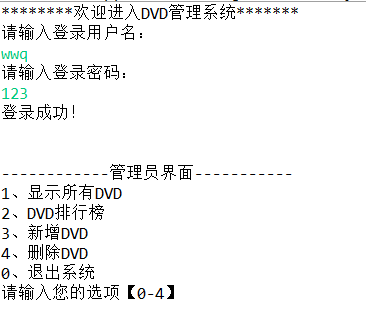 ********欢迎进入DVD管理系统*******
请输入登录用户名：
wwq
请输入登录密码：
123
登录成功!
------------管理员界面-----------
1、显示所有DVD
2、DVD排行榜
3、新增DVD
4、删除DVD
0、退出系统
请输入您的选项【0-4】